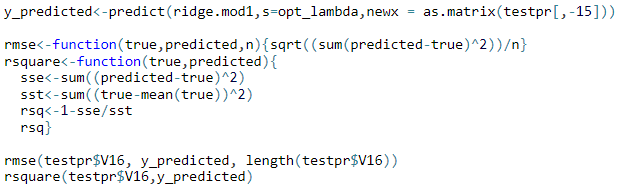 y_predicted<-predict(ridge.mod1,s=opt_lambda,newx = as.matrix(testpr[,-15]))
rmse<-function(true,predicted,n){sqrt((sum(predicted-true)^2))/n}
rsquare<-function(true,predicted){
sse<-sum((predicted-true)^2)
sst<-sum((true-mean(true))^2)
rsq<-1-sse/sst
rsq}
rmse(testpr$V16, y_predicted, length(testpr$V16))
rsquare(testpr$V16,y_predicted)